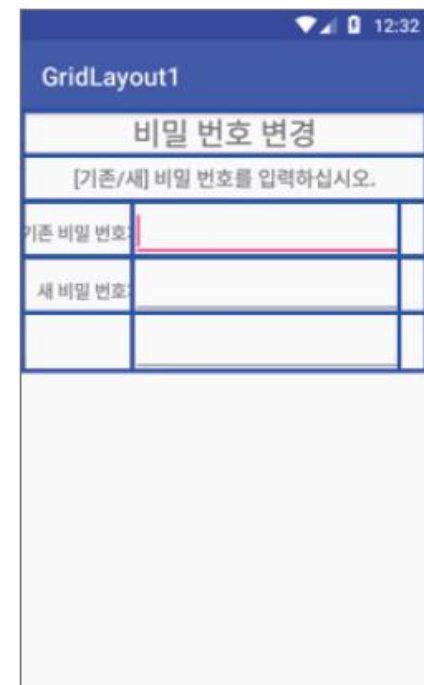 12:32
GridLayout1
비밀 번호 변경
[기존/새] 비밀 번호를 입력하십시오.
기존 비밀 번호:
새 비밀 번호: